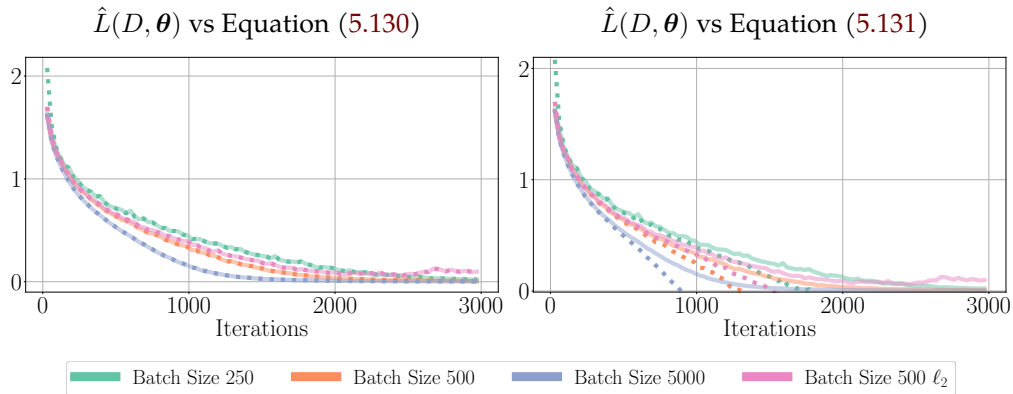 L̂(D, θ) vs Equation (5.130)
2
1
0
0 1000 2000 3000
Iterations
L̂(D, θ) vs Equation (5.131)
2
1
0
0 1000 2000 3000
Iterations
Batch Size 250 Batch Size 500 Batch Size 5000 Batch Size 500 ℓ₂